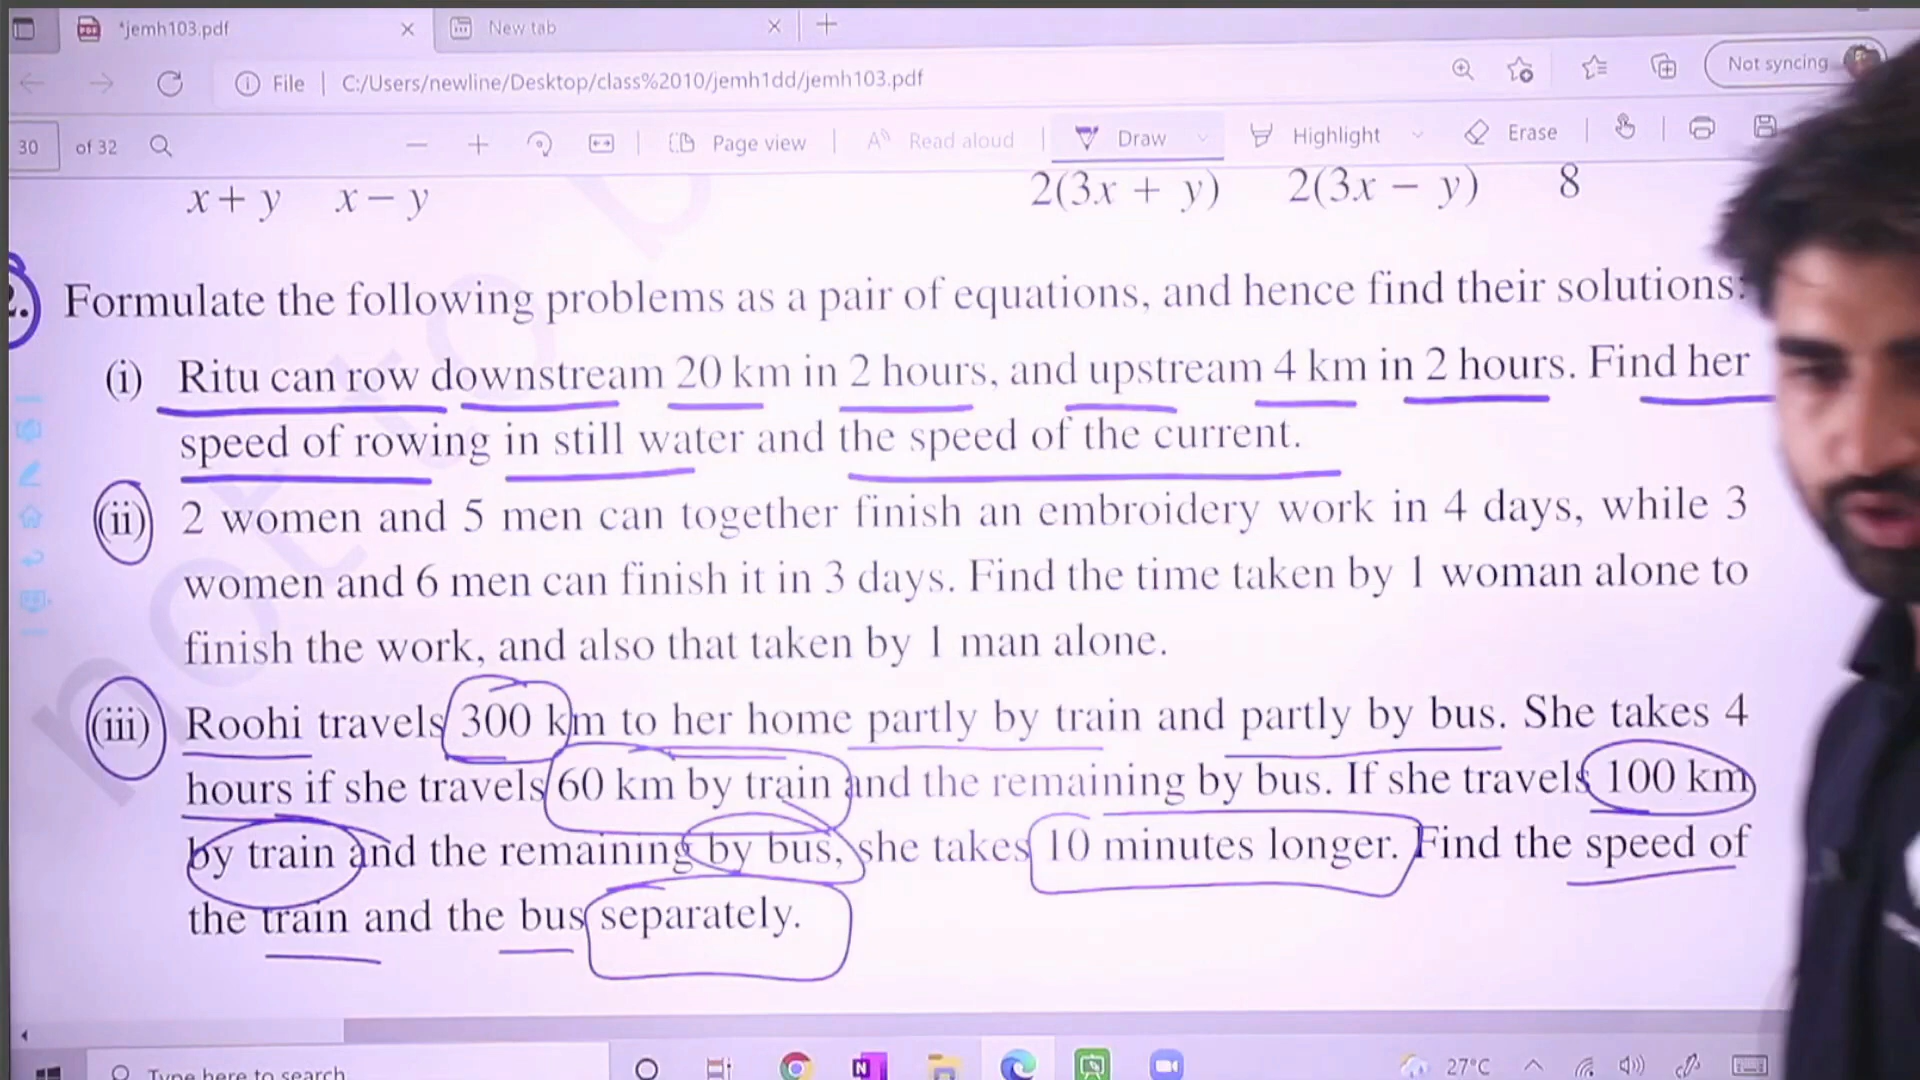 *jemh103.pdf
New tab
File
C:/Users/newline/Desktop/class%2010/jemh1dd/jemh103.pdf
Not syncing
30 of 32
Page view
Read aloud
Draw
Highlight
Erase
x + y x − y 2(3x + y) 2(3x − y) 8
Formulate the following problems as a pair of equations, and hence find their solutions:
(i) Ritu can row downstream 20 km in 2 hours, and upstream 4 km in 2 hours. Find her
speed of rowing in still water and the speed of the current.
(ii) 2 women and 5 men can together finish an embroidery work in 4 days, while 3
women and 6 men can finish it in 3 days. Find the time taken by 1 woman alone to
finish the work, and also that taken by 1 man alone.
(iii) Roohi travels 300 km to her home partly by train and partly by bus. She takes 4
hours if she travels 60 km by train and the remaining by bus. If she travels 100 km
by train and the remaining by bus, she takes 10 minutes longer. Find the speed of
the train and the bus separately.
Type here to search
27°C